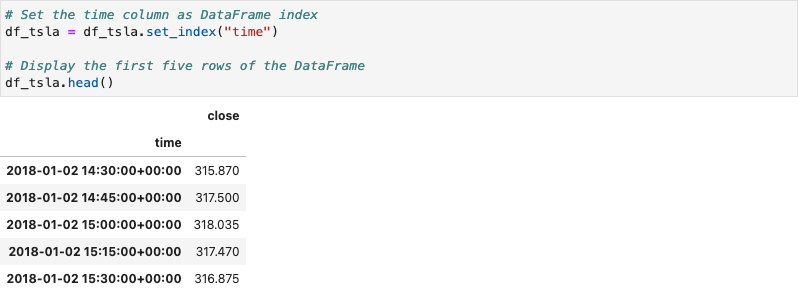 # Set the time column as DataFrame index
df_tsla = df_tsla.set_index("time")
# Display the first five rows of the DataFrame
df_tsla.head()
close
time
2018-01-02 14:30:00+00:00 315.870
2018-01-02 14:45:00+00:00 317.500
2018-01-02 15:00:00+00:00 318.035
2018-01-02 15:15:00+00:00 317.470
2018-01-02 15:30:00+00:00 316.875